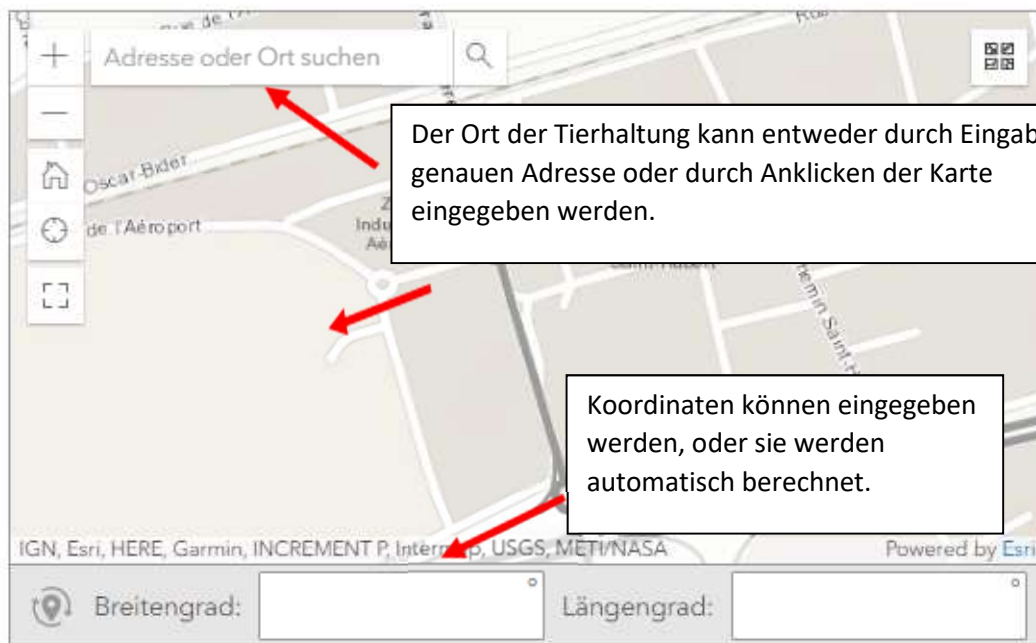 Adresse oder Ort suchen
Der Ort der Tierhaltung kann entweder durch Eingab
genauen Adresse oder durch Anklicken der Karte
eingegeben werden.
Oscar-Bider
de l'Aéroport
Koordinaten können eingegeben
werden, oder sie werden
automatisch berechnet.
IGN, Esri, HERE, Garmin, INCREMENT P, USGS, METI/NASA
Powered by Esri
Breitengrad: °
Längengrad: °